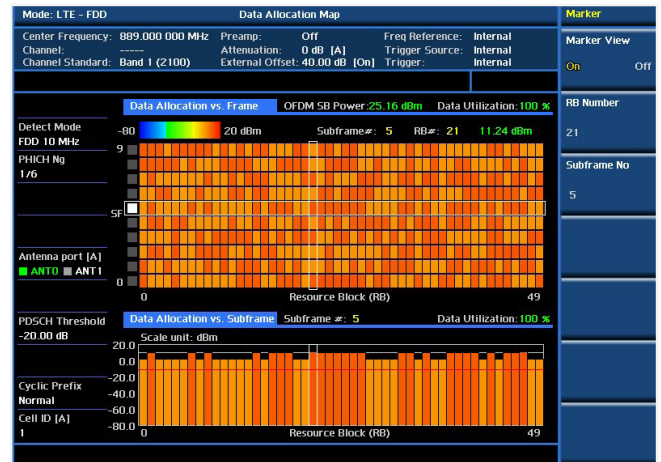 Mode: LTE - FDD
Data Allocation Map
Marker
Center Frequency: 889.000 000 MHz
Preamp: Off
Freq Reference: Internal
Channel: -----
Attenuation: 0 dB [A]
Trigger Source: Internal
Channel Standard: Band 1 (2100)
External Offset: 40.00 dB [On]
Trigger: Internal
Marker View
On Off
RB Number
21
Subframe No
5
Data Allocation vs. Frame
OFDM SB Power:25.16 dBm
Data Utilization:100 %
Detect Mode
FDD 10 MHz
PHICH Ng
1/6
Antenna port [A]
ANT0 ANT1
PDSCH Threshold
-20.00 dB
Cyclic Prefix
Normal
Cell ID [A]
1
-80
20 dBm
Subframe#: 5
RB#: 21
11.24 dBm
9
SF
0
0
Resource Block (RB)
49
Data Allocation vs. Subframe
Subframe #: 5
Data Utilization:100 %
Scale unit: dBm
20.0
0.0
-20.0
-40.0
-60.0
-80.0
0
Resource Block (RB)
49